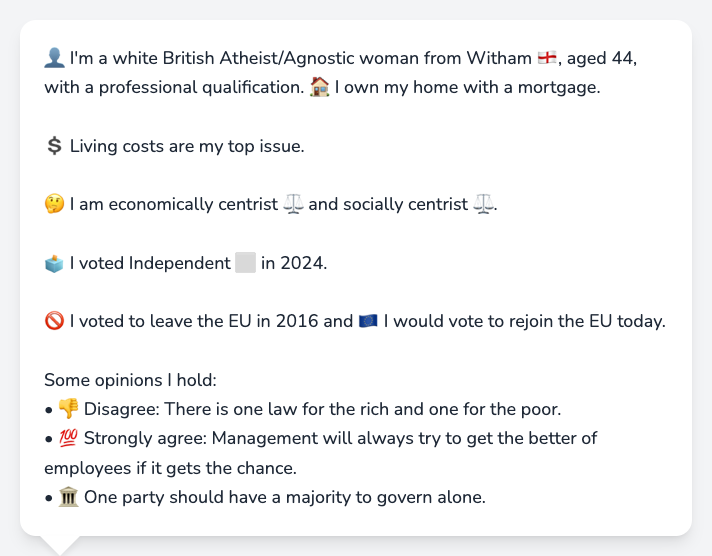 👤 I'm a white British Atheist/Agnostic woman from Witham 🏴󠁧󠁢󠁥󠁮󠁧󠁿, aged 44,
with a professional qualification. 🏠 I own my home with a mortgage.
💲 Living costs are my top issue.
🤔 I am economically centrist ⚖️ and socially centrist ⚖️.
🗳️ I voted Independent ⬜ in 2024.
🚫 I voted to leave the EU in 2016 and 🇪🇺 I would vote to rejoin the EU today.
Some opinions I hold:
• 👎 Disagree: There is one law for the rich and one for the poor.
• 💯 Strongly agree: Management will always try to get the better of
employees if it gets the chance.
• 🏛️ One party should have a majority to govern alone.